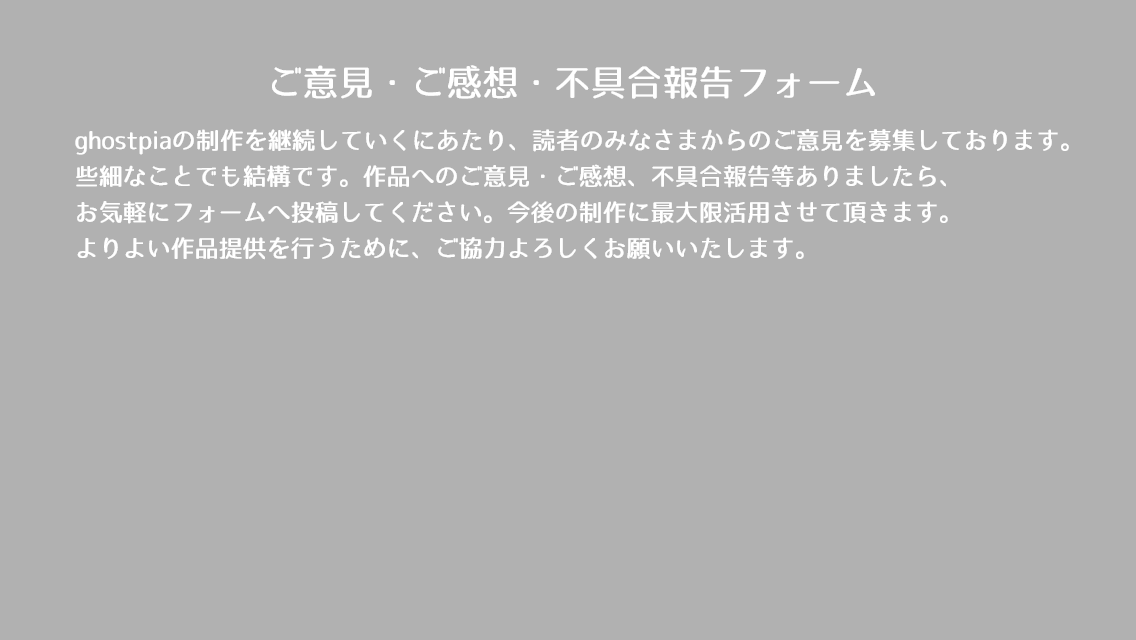 ご意見・ご感想・不具合報告フォーム
ghostpiaの制作を継続していくにあたり、読者のみなさまからのご意見を募集しております。
些細なことでも結構です。作品へのご意見・ご感想、不具合報告等ありましたら、
お気軽にフォームへ投稿してください。今後の制作に最大限活用させて頂きます。
よりよい作品提供を行うために、ご協力よろしくお願いいたします。